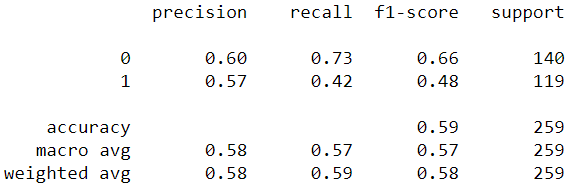 precision recall f1-score support
0 0.60 0.73 0.66 140
1 0.57 0.42 0.48 119
accuracy 0.59 259
macro avg 0.58 0.57 0.57 259
weighted avg 0.58 0.59 0.58 259